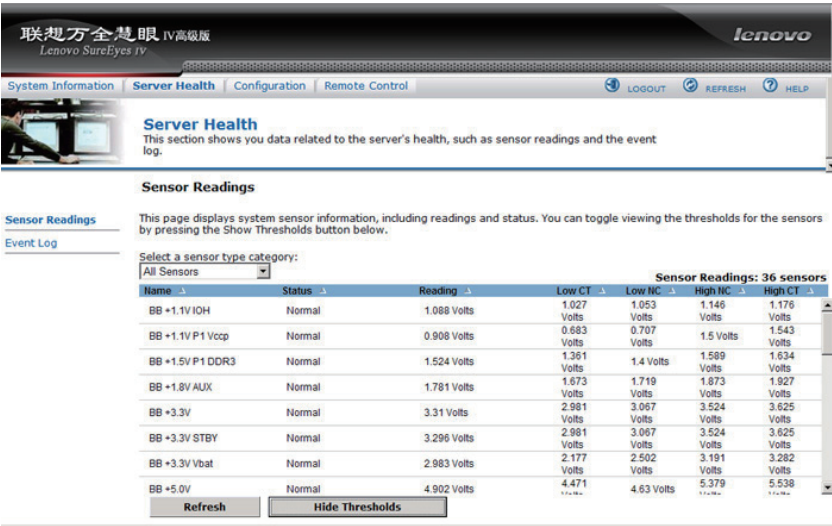 联想万全慧眼 IV高级版
Lenovo SureEyes IV
lenovo
System Information Server Health Configuration Remote Control LOGOUT REFRESH HELP
Server Health
This section shows you data related to the server's health, such as sensor readings and the event
log.
Sensor Readings
Sensor Readings
Event Log
This page displays system sensor information, including readings and status. You can toggle viewing the thresholds for the sensors
by pressing the Show Thresholds button below.
Select a sensor type category:
All Sensors
Sensor Readings: 36 sensors
Name Status Reading Low CT Low NC High NC High CT
BB +1.1V IOH Normal 1.088 Volts 1.027 Volts 1.053 Volts 1.146 Volts 1.176 Volts
BB +1.1V P1 Vccp Normal 0.908 Volts 0.683 Volts 0.707 Volts 1.5 Volts 1.543 Volts
BB +1.5V P1 DDR3 Normal 1.524 Volts 1.361 Volts 1.4 Volts 1.589 Volts 1.634 Volts
BB +1.8V AUX Normal 1.781 Volts 1.673 Volts 1.719 Volts 1.873 Volts 1.927 Volts
BB +3.3V Normal 3.31 Volts 2.981 Volts 3.067 Volts 3.524 Volts 3.625 Volts
BB +3.3V STBY Normal 3.296 Volts 2.981 Volts 3.067 Volts 3.524 Volts 3.625 Volts
BB +3.3V Vbat Normal 2.983 Volts 2.177 Volts 2.502 Volts 3.191 Volts 3.282 Volts
BB +5.0V Normal 4.902 Volts 4.471 4.63 Volts 5.379 5.538
Refresh Hide Thresholds